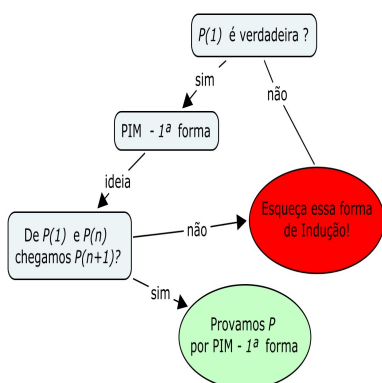 P(1) é verdadeira ?
sim
não
PIM - 1ª forma
ideia
Esqueça essa forma
de Indução!
De P(1) e P(n)
chegamos P(n+1)?
não
sim
Provamos P
por PIM - 1ª forma